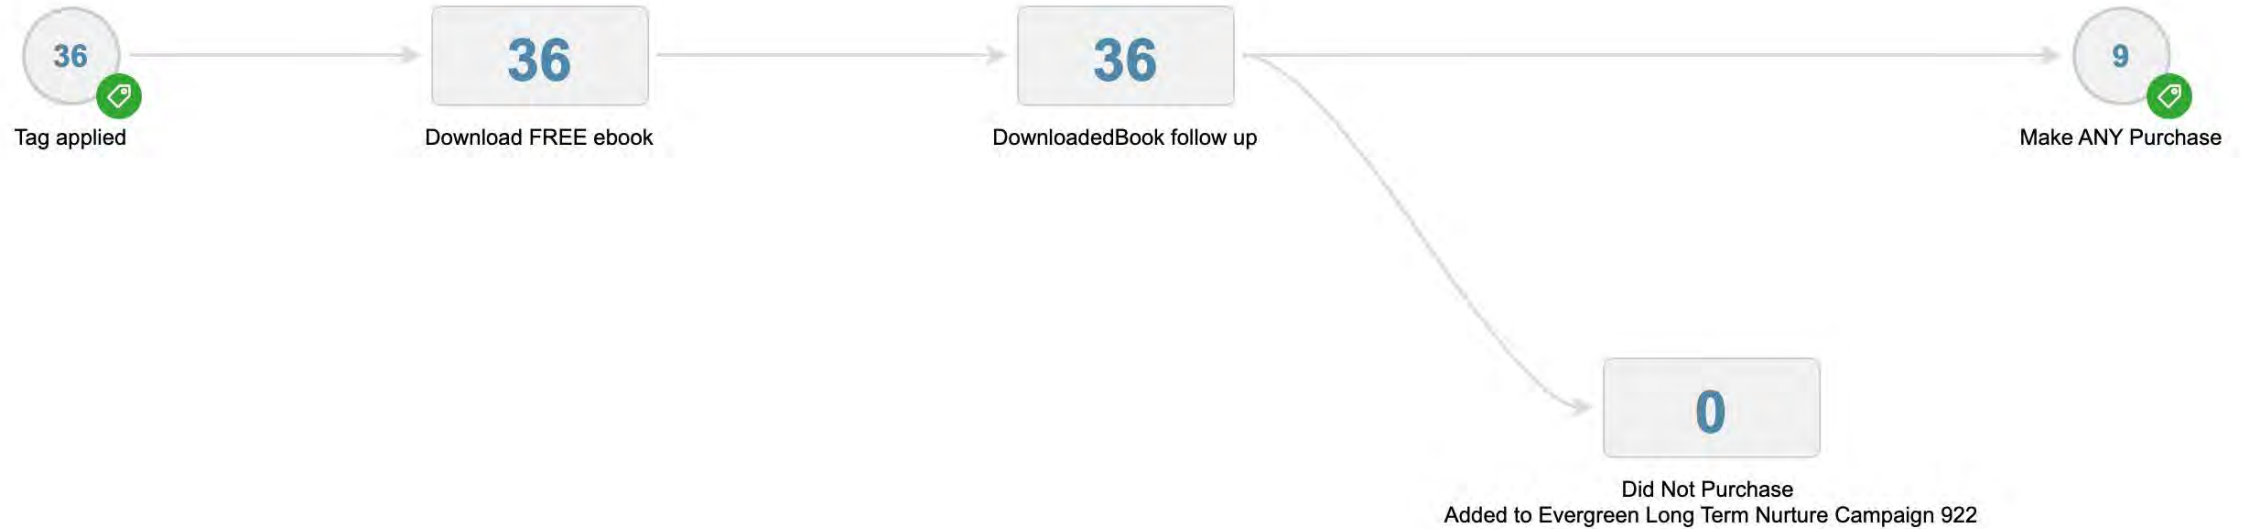 36
Tag applied
36
Download FREE ebook
36
DownloadedBook follow up
9
Make ANY Purchase
0
Did Not Purchase
Added to Evergreen Long Term Nurture Campaign 922